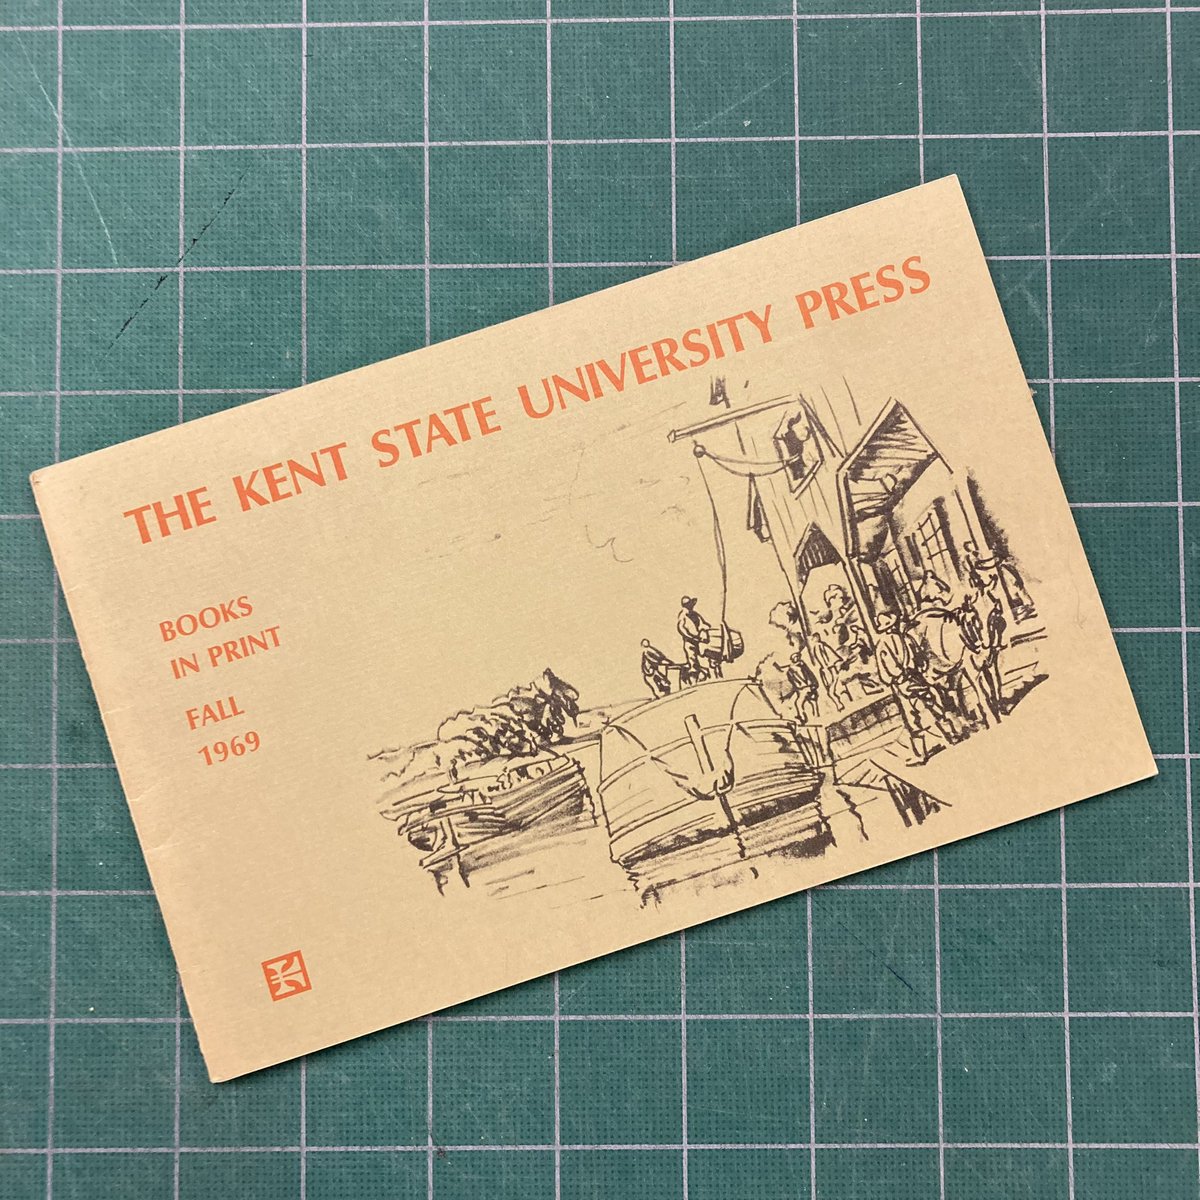 THE KENT STATE UNIVERSITY PRESS
BOOKS
IN PRINT
FALL
1969